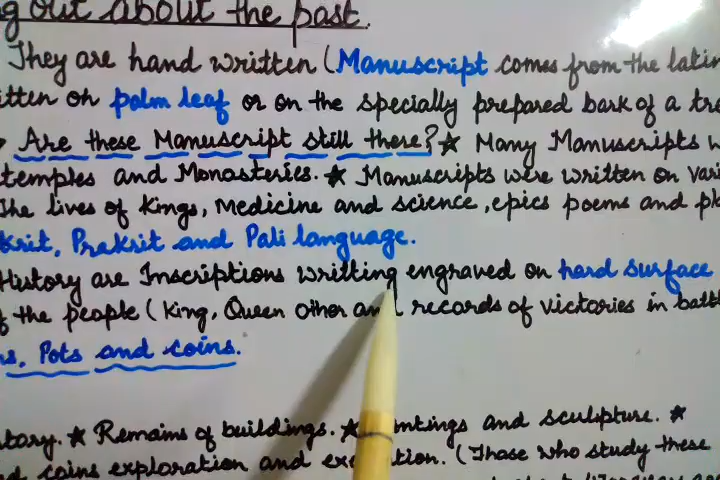 g out about the past.
They are hand written (Manuscript comes from the latin
itten on palm leaf or on the specially prepared bark of a tre
Are these Manuscript still there? ★ Many Manuscripts w
temples and Monasteries. ★ Manuscripts were written on vari
The lives of Kings, Medicine and science, epics poems and pl
skrit, Prakrit and Pali language.
History are Inscriptions writting engraved on hard surface
f the people (King, Queen other an records of victories in batt
s, Pots and coins.
tory. ★ Remains of buildings. ★ ntings and sculpture. ★
d coins exploration and ex tion. (Those who study these